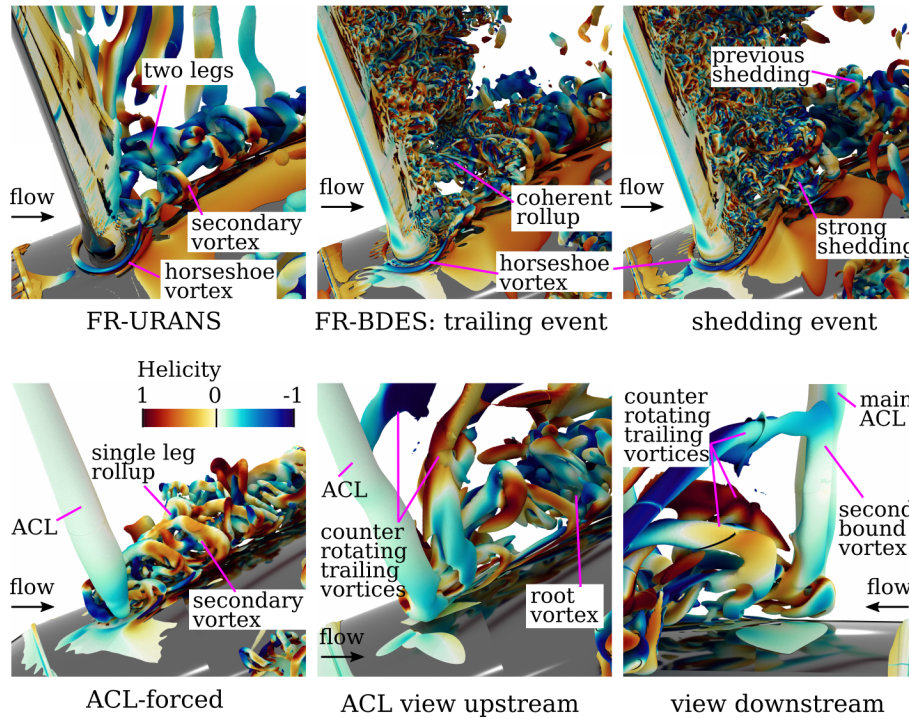 two legs
flow
secondary
vortex
horseshoe
vortex
FR-URANS
flow
coherent
rollup
horseshoe
vortex
FR-BDES: trailing event
previous
shedding
flow
strong
shedding
shedding event
Helicity
1 0 -1
single leg
rollup
ACL
flow
secondary
vortex
ACL-forced
ACL
counter
rotating
trailing
vortices
root
vortex
flow
ACL view upstream
counter
rotating
trailing
vortices
main
ACL
second
bound
vortex
flow
view downstream